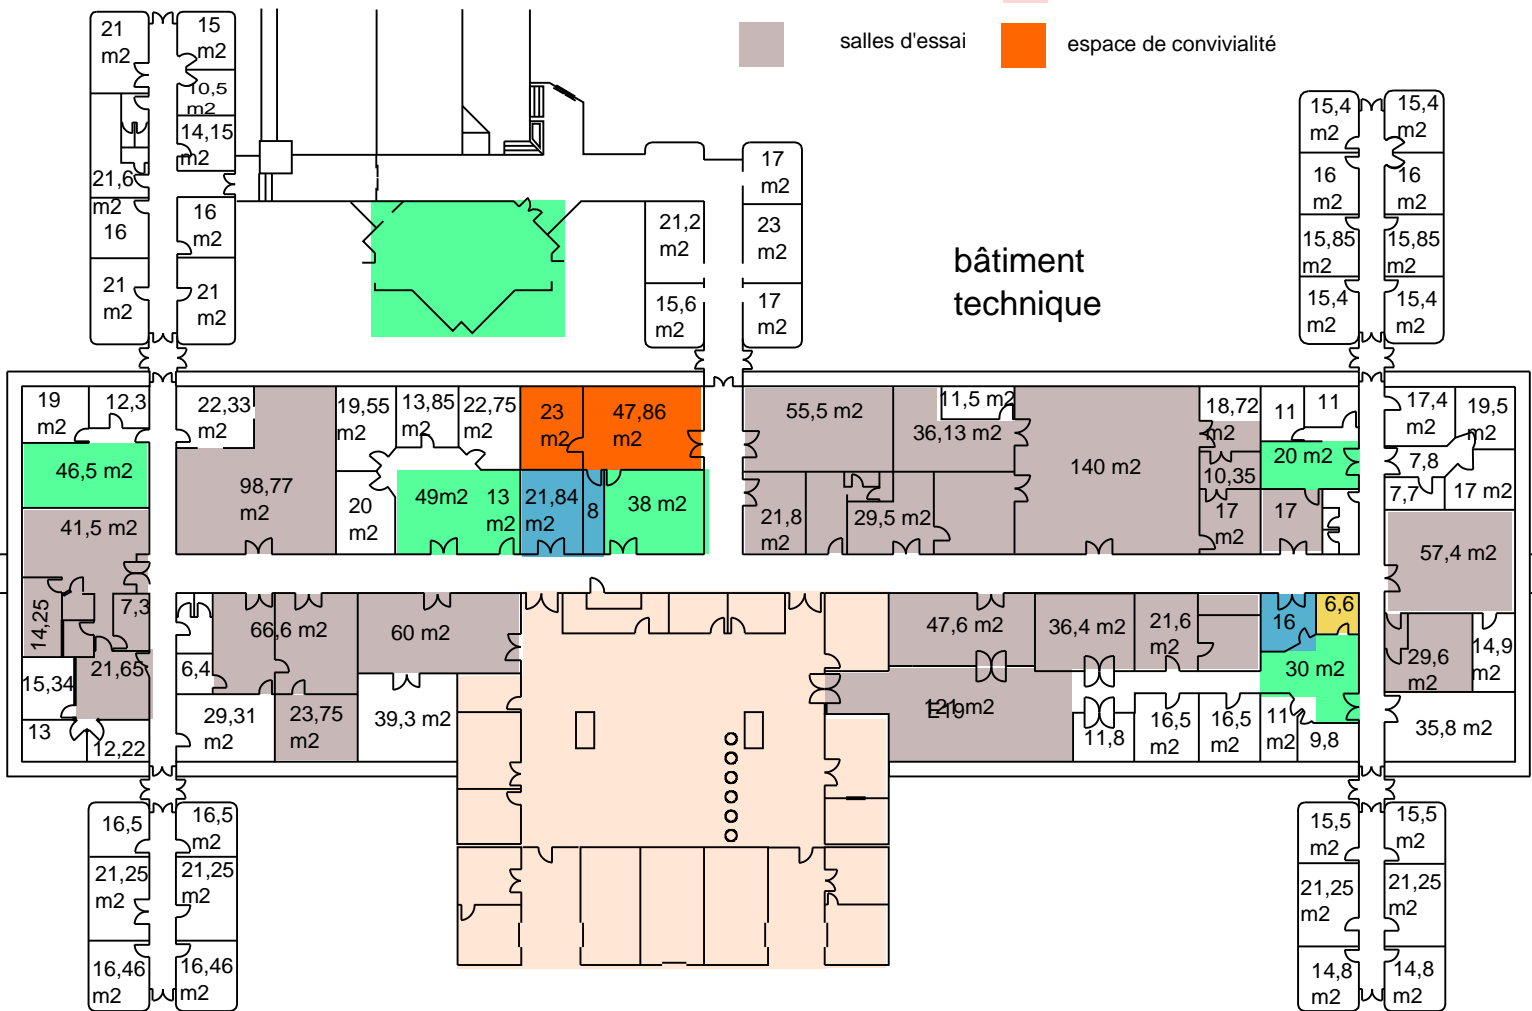 salles d'essai
espace de convivialité
bâtiment
technique
21
m2
15
m2
10,5
m2
14,15
m2
21,6
m2
16
m2
16
21
m2
21
m2
17
m2
21,2
m2
23
m2
15,6
m2
17
m2
15,4
m2
15,4
m2
16
m2
16
m2
15,85
m2
15,85
m2
15,4
m2
15,4
m2
19
m2
12,3
22,33
m2
19,55
m2
13,85
m2
22,75
m2
23
m2
47,86
m2
55,5 m2
11,5 m2
36,13 m2
18,72
m2
11
11
17,4
m2
19,5
m2
46,5 m2
98,77
m2
20
m2
49m2
13
m2
21,84
m2
8
38 m2
140 m2
20 m2
10,35
7,8
7,7
17 m2
41,5 m2
21,8
m2
29,5 m2
17
m2
17
57,4 m2
14,25
7,3
66,6 m2
60 m2
47,6 m2
36,4 m2
21,6
m2
16
6,6
21,65
15,34
6,4
30 m2
29,6
m2
14,9
m2
13
12,22
29,31
m2
23,75
m2
39,3 m2
121 m2
E19
11,8
16,5
m2
16,5
m2
11
m2
9,8
35,8 m2
16,5
16,5
m2
21,25
m2
21,25
m2
16,46
m2
16,46
m2
15,5
m2
15,5
m2
21,25
m2
21,25
m2
14,8
m2
14,8
m2